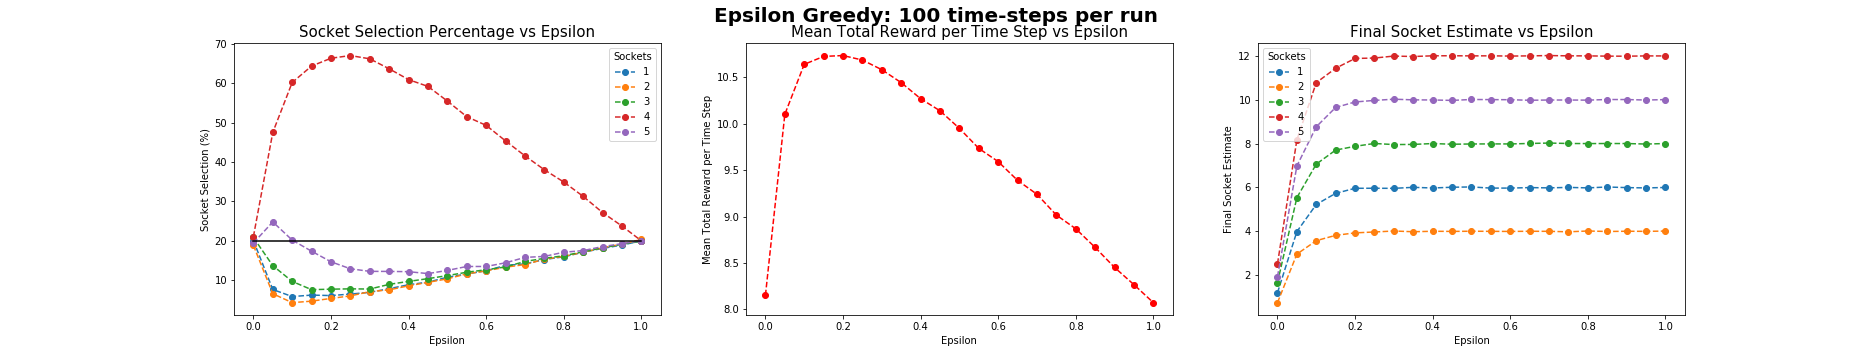 Epsilon Greedy: 100 time-steps per run
Socket Selection Percentage vs Epsilon
Socket Selection (%)
70
60
50
40
30
20
10
0.0 0.2 0.4 0.6 0.8 1.0
Epsilon
Sockets
1
2
3
4
5
Mean Total Reward per Time Step vs Epsilon
Mean Total Reward per Time Step
10.5
10.0
9.5
9.0
8.5
8.0
0.0 0.2 0.4 0.6 0.8 1.0
Epsilon
Final Socket Estimate vs Epsilon
Final Socket Estimate
12
10
8
6
4
2
0.0 0.2 0.4 0.6 0.8 1.0
Epsilon
Sockets
1
2
3
4
5